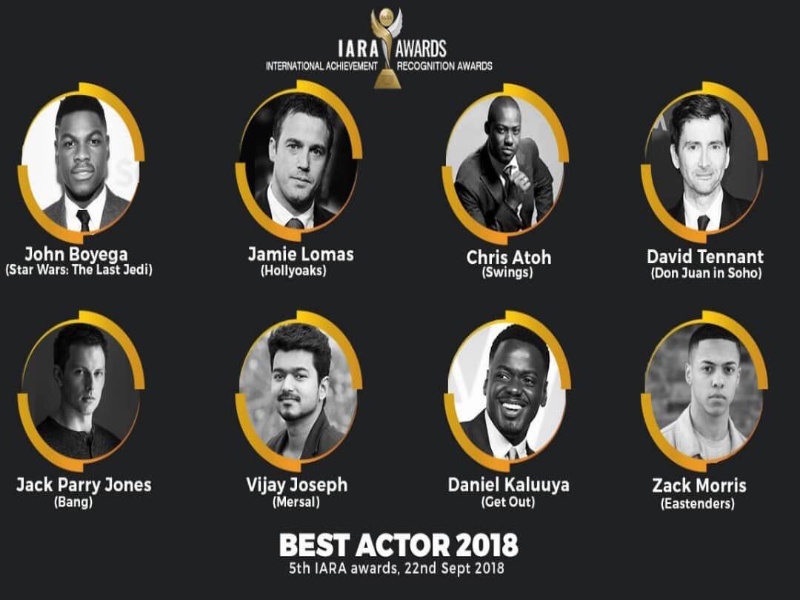 IARA AWARDS
INTERNATIONAL ACHIEVEMENT RECOGNITION AWARDS
John Boyega
(Star Wars: The Last Jedi)
Jamie Lomas
(Hollyoaks)
Chris Atoh
(Swings)
David Tennant
(Don Juan in Soho)
Jack Parry Jones
(Bang)
Vijay Joseph
(Mersal)
Daniel Kaluuya
(Get Out)
Zack Morris
(Eastenders)
BEST ACTOR 2018
5th IARA awards, 22nd Sept 2018